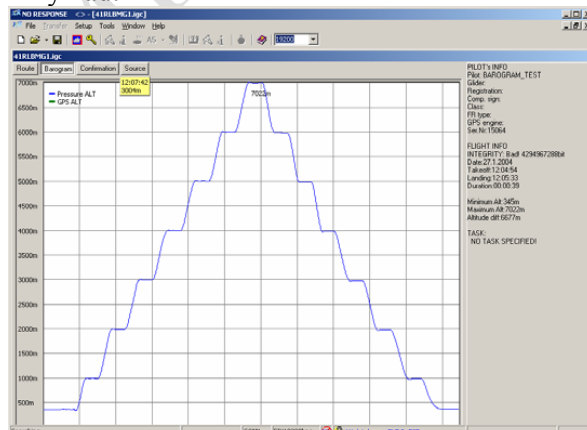 NO RESPONSE <> - [41RLBMG1.igc]
File Transfer Setup Tools Window Help
19200
41RLBMG1.igc
Route Barogram Confirmation Source
12:07:42
3004m
Pressure ALT
GPS ALT
7022m
7000m
6500m
6000m
5500m
5000m
4500m
4000m
3500m
3000m
2500m
2000m
1500m
1000m
500m
PILOT's INFO
Pilot: BAROGRAM_TEST
Glider:
Registration:
Comp. sign:
Class:
FR type:
GPS engine:
Ser.Nr:15064
FLIGHT INFO
INTEGRITY: Bad! 4294967288bit
Date:27.1.2004
Takeoff:12:04:54
Landing:12:05:33
Duration:00:00:39
Minimum Alt:345m
Maximum Alt:7022m
Altitude diff:6677m
TASK:
NO TASK SPECIFIED!